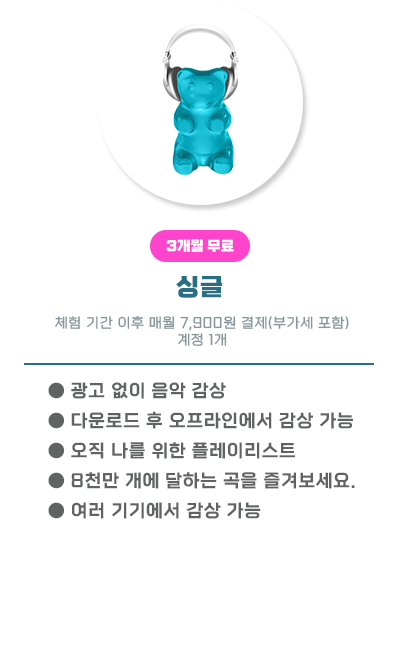 3개월 무료
싱글
체험 기간 이후 매월 7,900원 결제(부가세 포함)
계정 1개
● 광고 없이 음악 감상
● 다운로드 후 오프라인에서 감상 가능
● 오직 나를 위한 플레이리스트
● 8천만 개에 달하는 곡을 즐겨보세요.
● 여러 기기에서 감상 가능